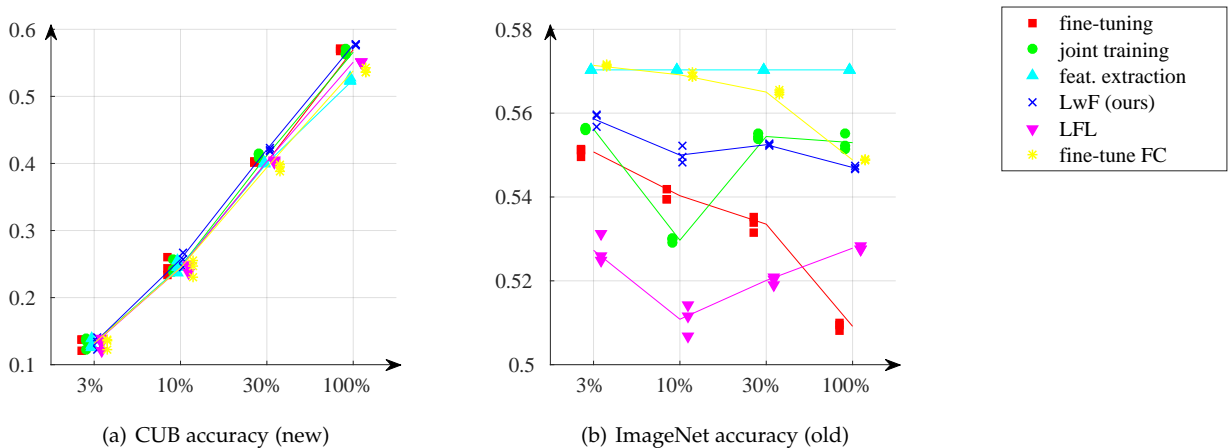 0.6
0.5
0.4
0.3
0.2
0.1
3%
10%
30%
100%
(a) CUB accuracy (new)
0.58
0.56
0.54
0.52
0.5
3%
10%
30%
100%
(b) ImageNet accuracy (old)
fine-tuning
joint training
feat. extraction
LwF (ours)
LFL
fine-tune FC